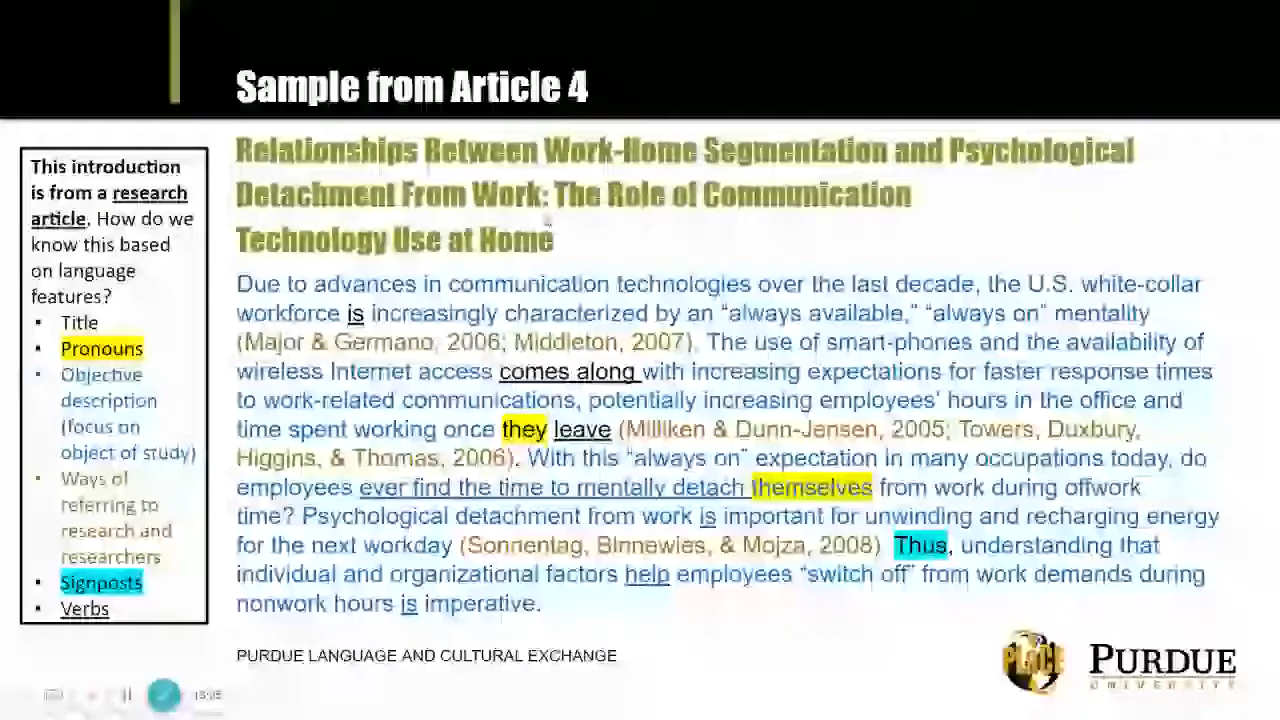 Sample from Article 4
This introduction
is from a research
article. How do we
know this based
on language
features?
• Title
• Pronouns
• Objective
description
(focus on
object of study)
• Ways of
referring to
research and
researchers
• Signposts
• Verbs
Relationships Between Work-Home Segmentation and Psychological
Detachment From Work: The Role of Communication
Technology Use at Home
Due to advances in communication technologies over the last decade, the U.S. white-collar
workforce is increasingly characterized by an “always available,” “always on” mentality
(Major & Germano, 2006; Middleton, 2007). The use of smart-phones and the availability of
wireless Internet access comes along with increasing expectations for faster response times
to work-related communications, potentially increasing employees’ hours in the office and
time spent working once they leave (Milliken & Dunn-Jensen, 2005; Towers, Duxbury,
Higgins, & Thomas, 2006). With this “always on” expectation in many occupations today, do
employees ever find the time to mentally detach themselves from work during offwork
time? Psychological detachment from work is important for unwinding and recharging energy
for the next workday (Sonnentag, Binnewies, & Mojza, 2008) Thus, understanding that
individual and organizational factors help employees “switch off” from work demands during
nonwork hours is imperative.
PURDUE LANGUAGE AND CULTURAL EXCHANGE
PLACE
PURDUE
UNIVERSITY